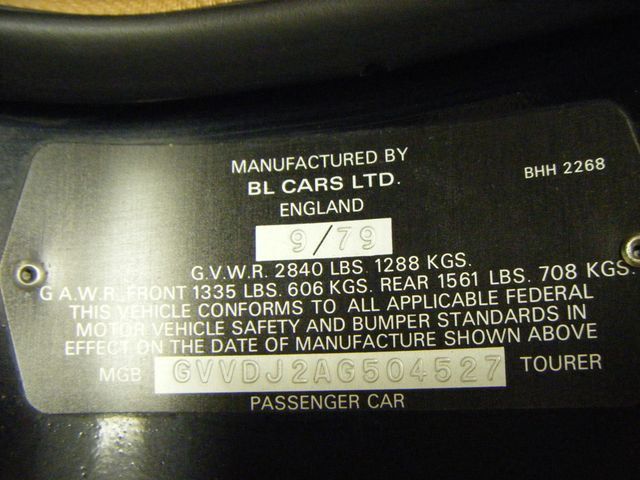 MANUFACTURED BY
BL CARS LTD.
BHH 2268
ENGLAND
9/79
G.V.W.R. 2840 LBS. 1288 KGS.
G A.W.R. FRONT 1335 LBS. 606 KGS. REAR 1561 LBS. 708 KGS.
THIS VEHICLE CONFORMS TO ALL APPLICABLE FEDERAL
MOTOR VEHICLE SAFETY AND BUMPER STANDARDS IN
EFFECT ON THE DATE OF MANUFACTURE SHOWN ABOVE
MGB GVVDJ2AG504527 TOURER
PASSENGER CAR